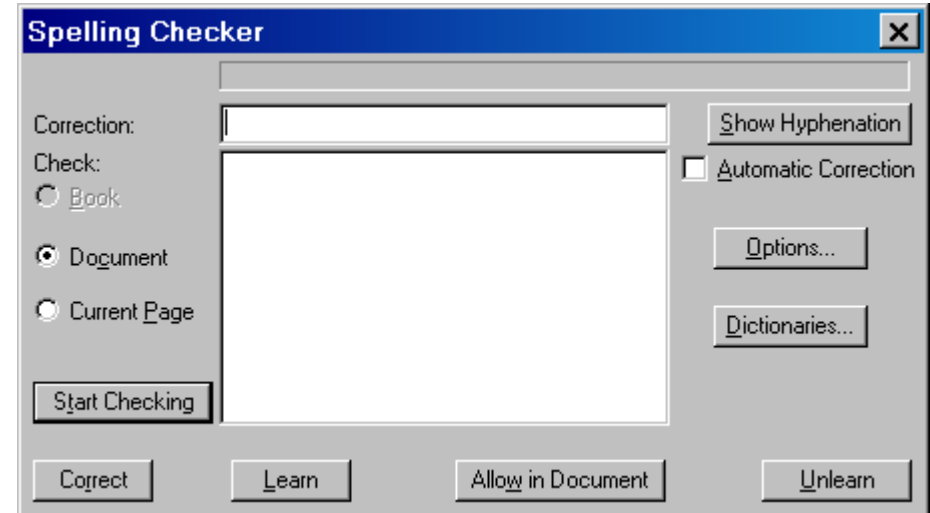 Spelling Checker
Correction:
Show Hyphenation
Check:
Automatic Correction
Book
Document
Options...
Current Page
Dictionaries...
Start Checking
Correct
Learn
Allow in Document
Unlearn